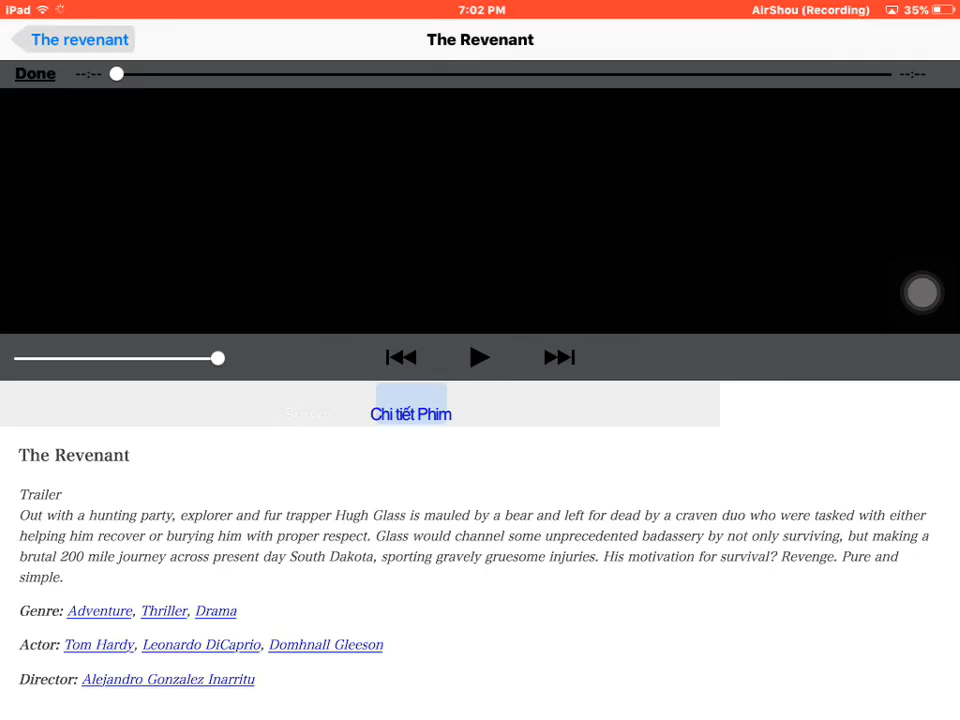 iPad 7:02 PM AirShou (Recording) 35%
The revenant The Revenant
Done --:-- --:--
Server Chi tiết Phim
The Revenant
Trailer
Out with a hunting party, explorer and fur trapper Hugh Glass is mauled by a bear and left for dead by a craven duo who were tasked with either
helping him recover or burying him with proper respect. Glass would channel some unprecedented badassery by not only surviving, but making a
brutal 200 mile journey across present day South Dakota, sporting gravely gruesome injuries. His motivation for survival? Revenge. Pure and
simple.
Genre: Adventure, Thriller, Drama
Actor: Tom Hardy, Leonardo DiCaprio, Domhnall Gleeson
Director: Alejandro Gonzalez Inarritu